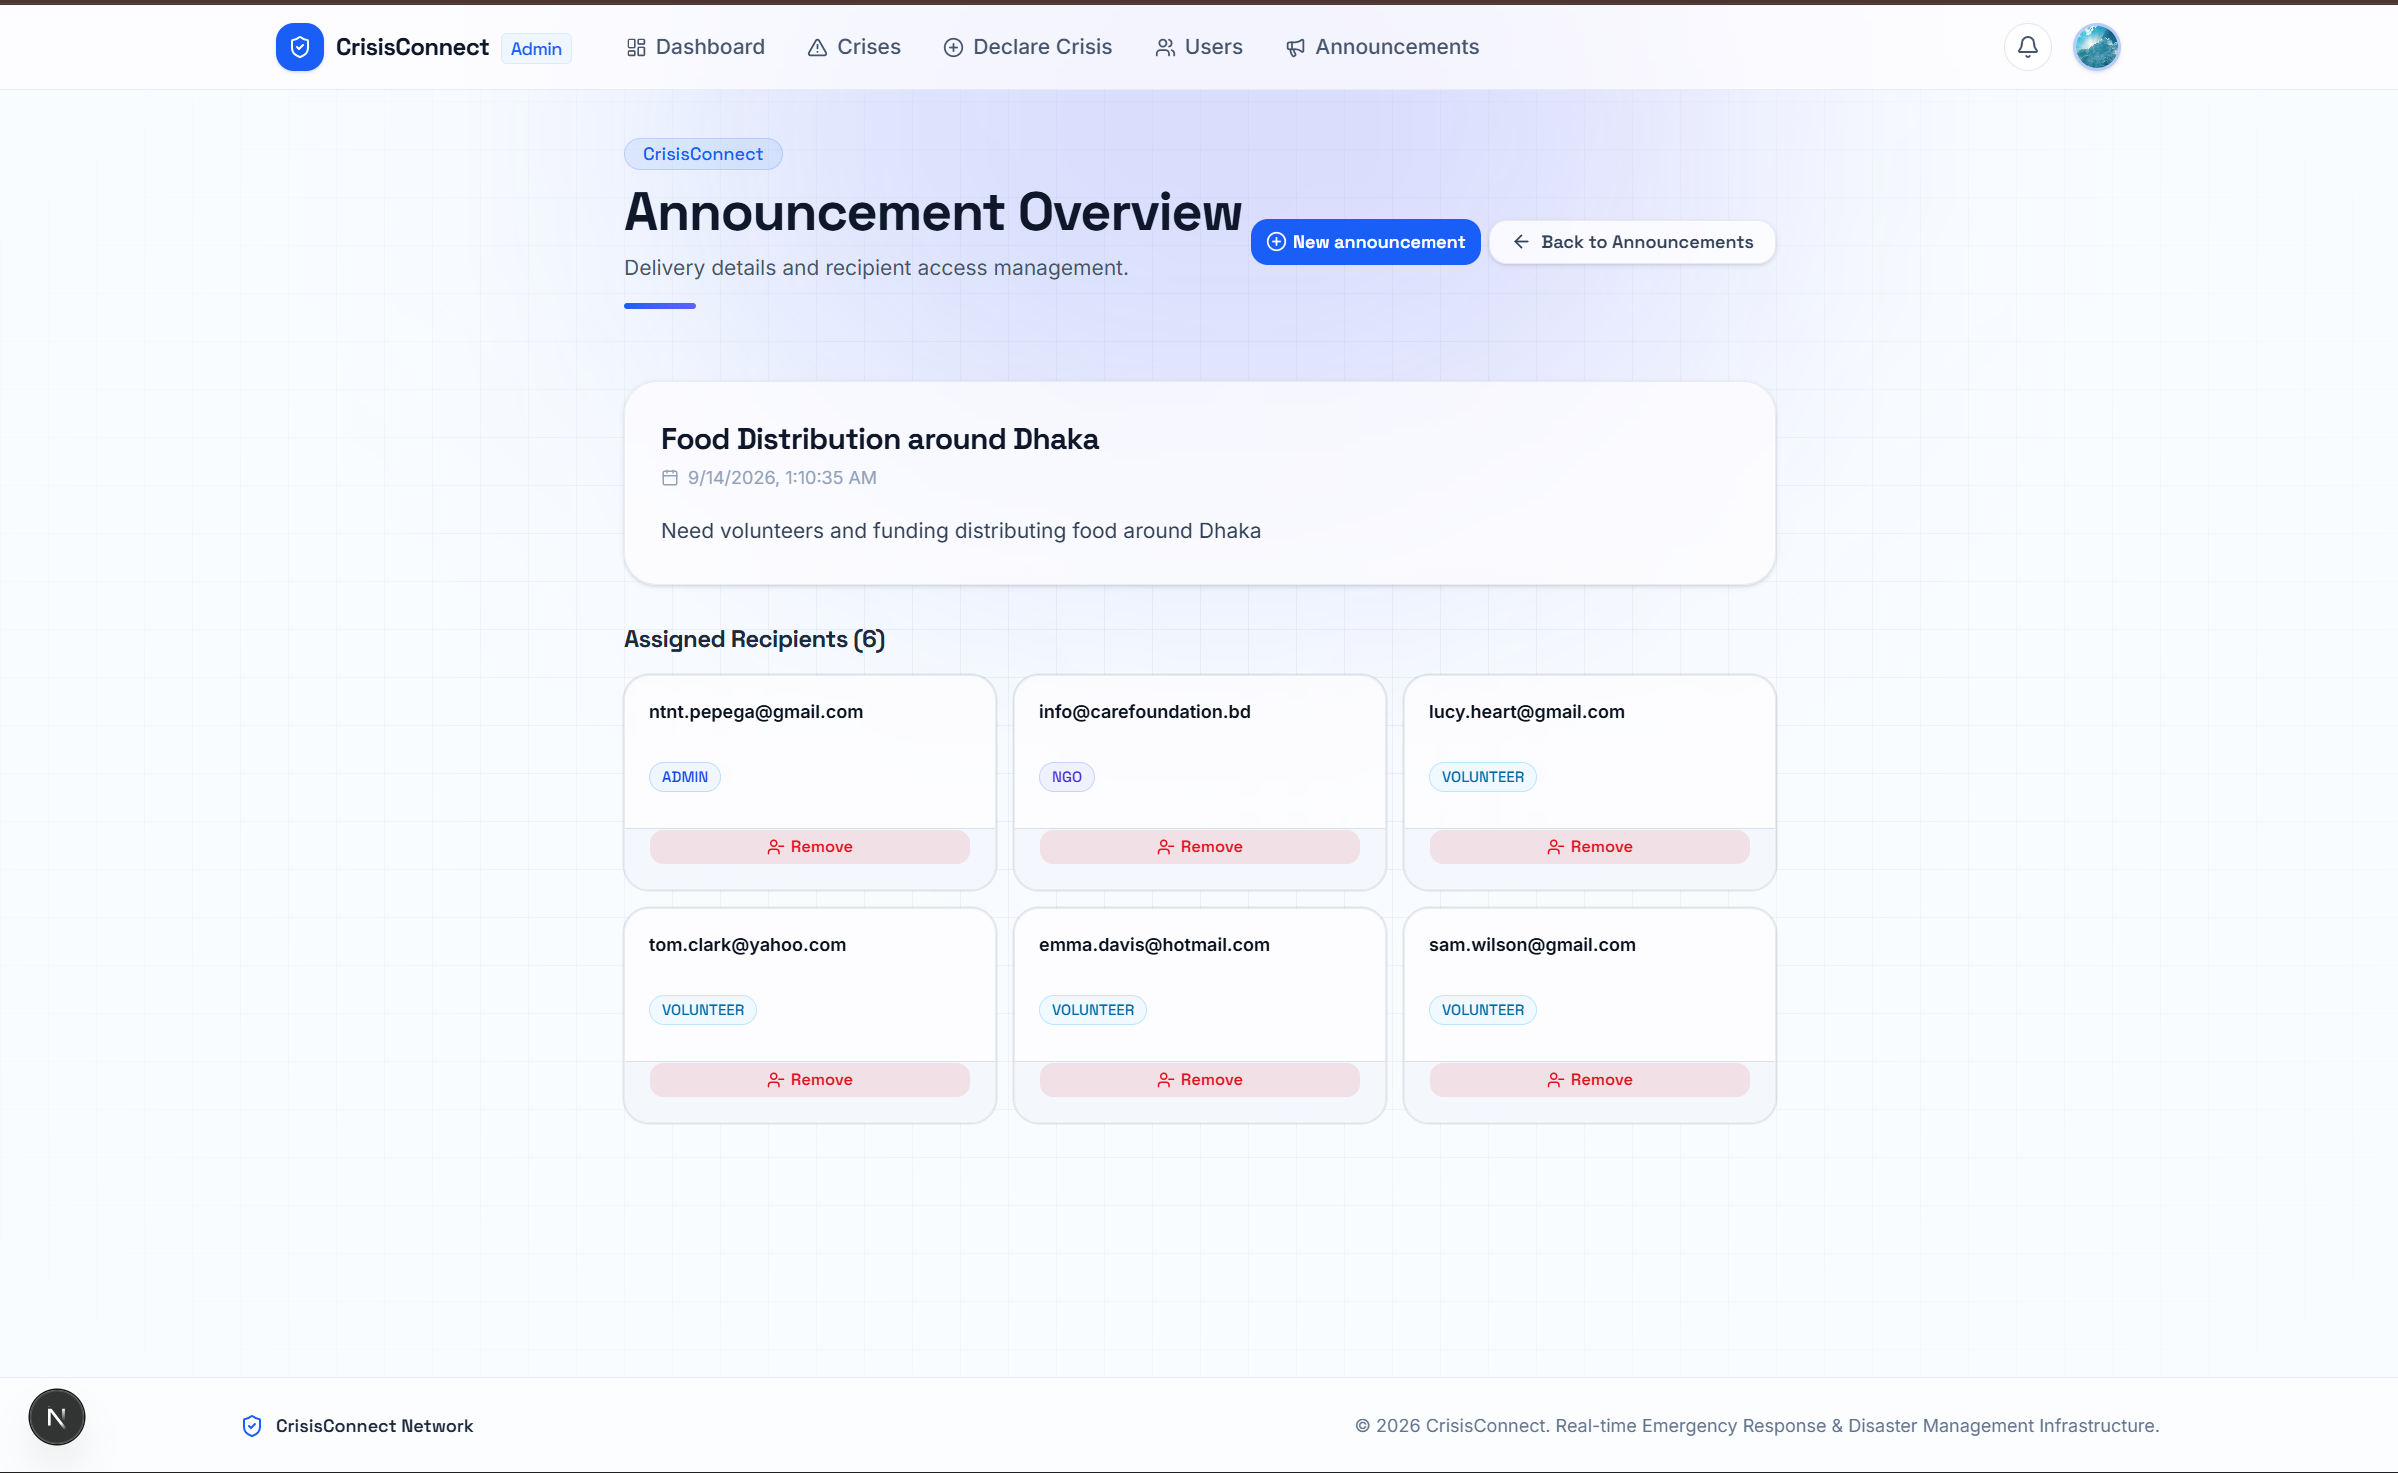 CrisisConnect Admin Dashboard Crises Declare Crisis Users Announcements
CrisisConnect
Announcement Overview
New announcement Back to Announcements
Delivery details and recipient access management.
Food Distribution around Dhaka
9/14/2026, 1:10:35 AM
Need volunteers and funding distributing food around Dhaka
Assigned Recipients (6)
ntnt.pepega@gmail.com info@carefoundation.bd lucy.heart@gmail.com
ADMIN NGO VOLUNTEER
Remove Remove Remove
tom.clark@yahoo.com emma.davis@hotmail.com sam.wilson@gmail.com
VOLUNTEER VOLUNTEER VOLUNTEER
Remove Remove Remove
N
CrisisConnect Network © 2026 CrisisConnect. Real-time Emergency Response & Disaster Management Infrastructure.